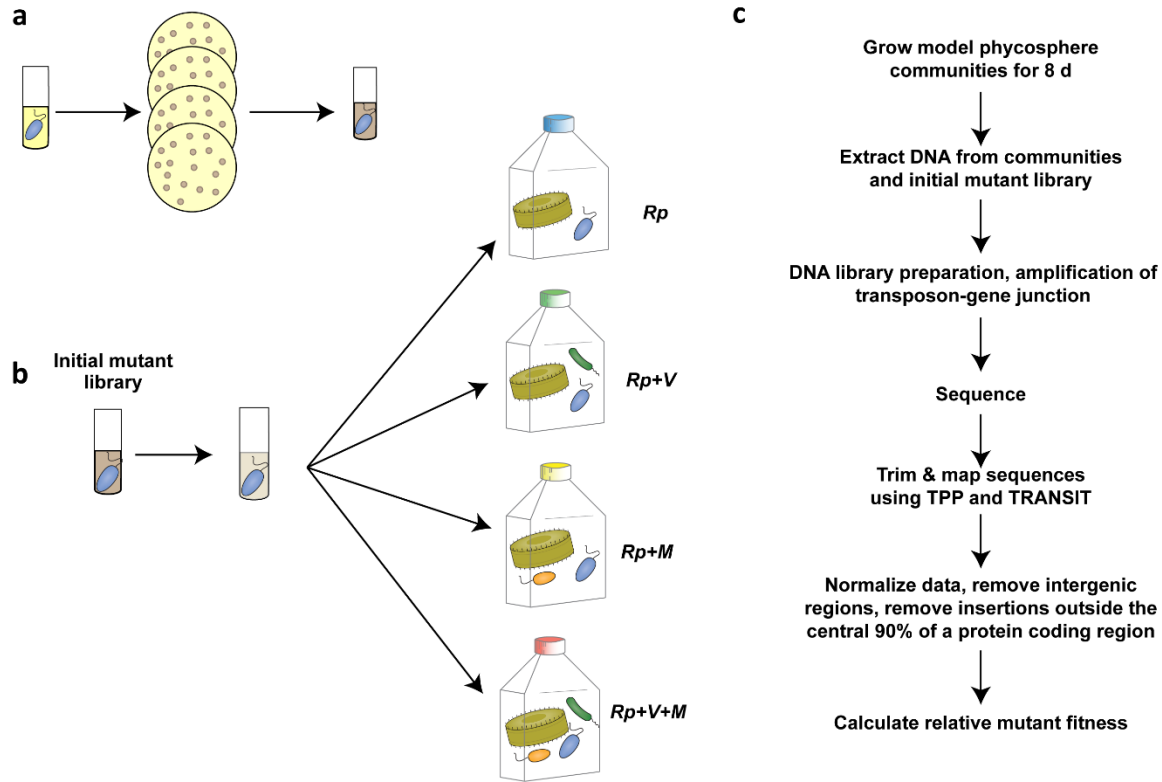 a
b
Initial mutant
library
Rp
Rp+V
Rp+M
Rp+V+M
c
Grow model phycosphere
communities for 8 d
Extract DNA from communities
and initial mutant library
DNA library preparation, amplification of
transposon-gene junction
Sequence
Trim & map sequences
using TPP and TRANSIT
Normalize data, remove intergenic
regions, remove insertions outside the
central 90% of a protein coding region
Calculate relative mutant fitness